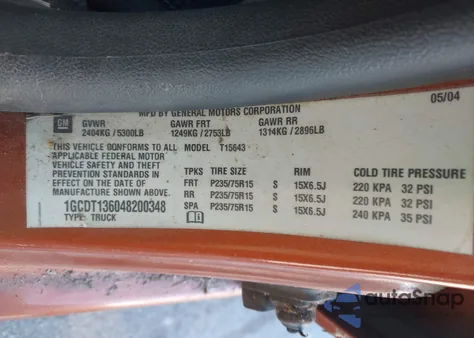 MFD BY GENERAL MOTORS CORPORATION
05/04
GM GVWR GAWR FRT GAWR RR
2404KG / 5300LB 1249KG / 2753LB 1314KG / 2896LB
THIS VEHICLE CONFORMS TO ALL MODEL T15643
APPLICABLE FEDERAL MOTOR
VEHICLE SAFETY, BUMPER, AND TPKS TIRE SIZE RIM COLD TIRE PRESSURE
THEFT PREVENTION STANDARDS FRT P235/75R15 S 15X6.5J 220 KPA 32 PSI
IN EFFECT ON THE DATE OF RR P235/75R15 S 15X6.5J 220 KPA 32 PSI
MANUFACTURE SHOWN ABOVE. SPA P235/75R15 S 15X6.5J 240 KPA 35 PSI
1GCDT136048200348
TYPE: TRUCK
autoSnap